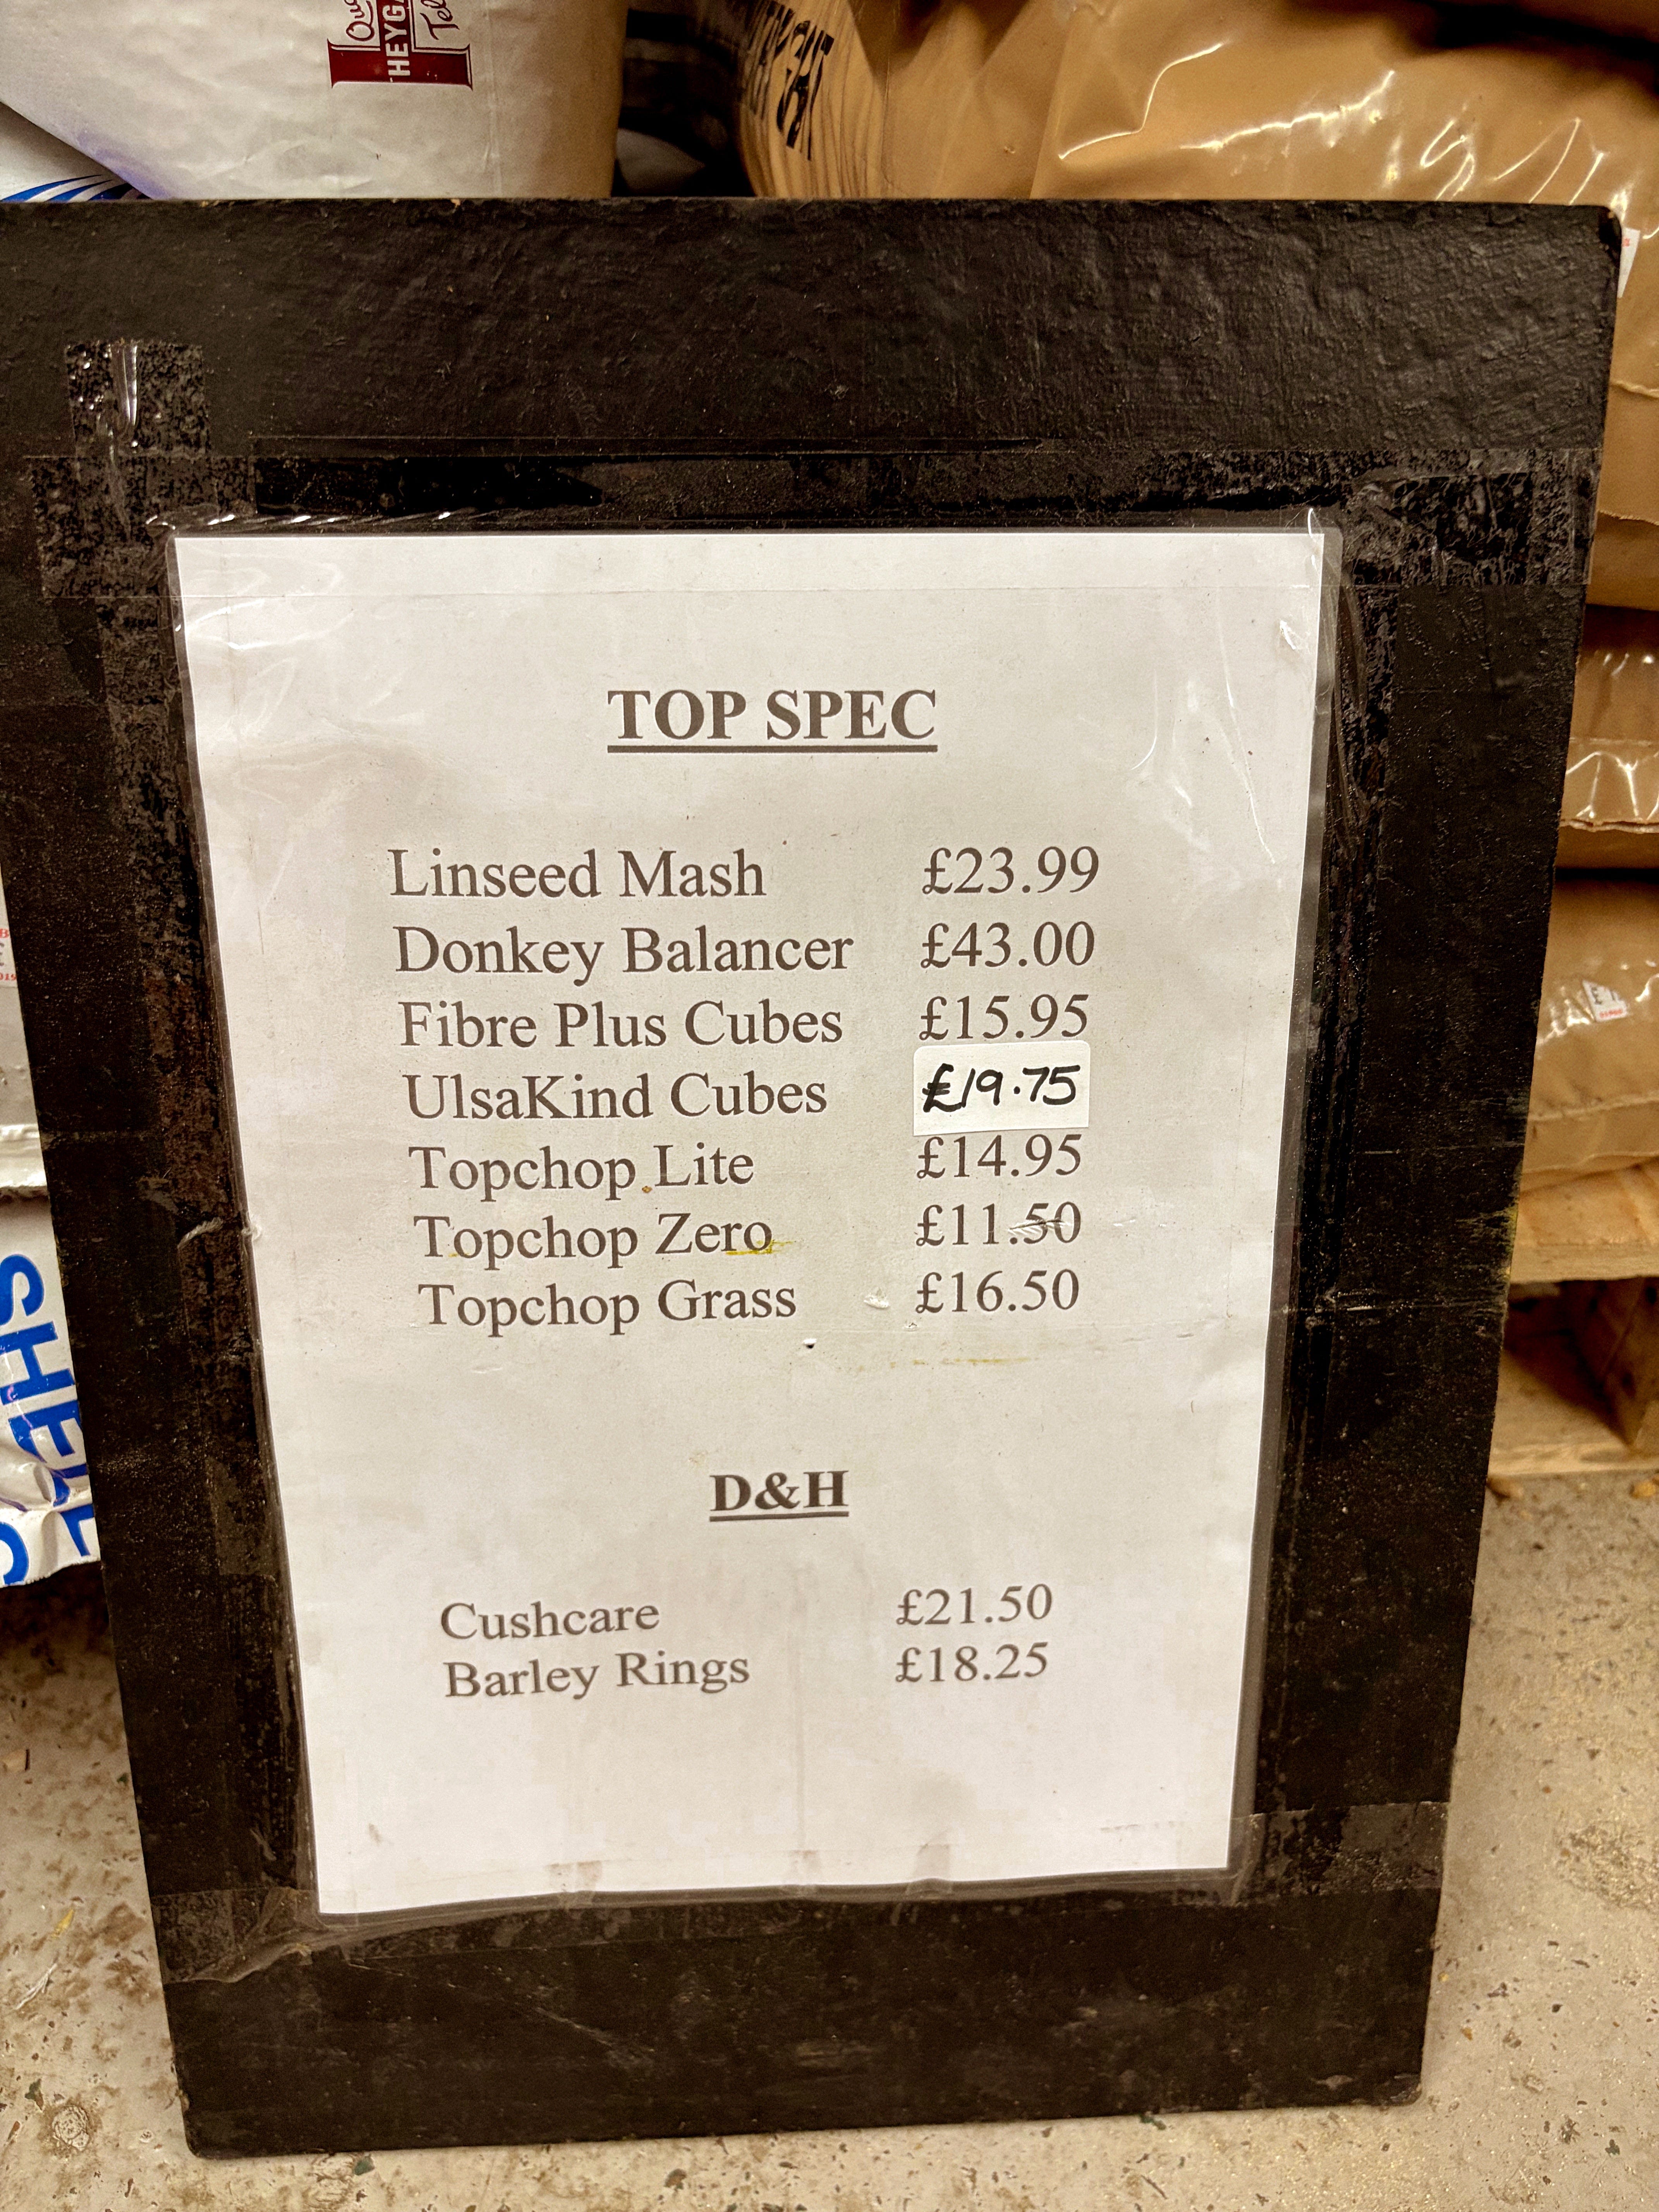 HEYGA
TOP SPEC
Linseed Mash £23.99
Donkey Balancer £43.00
Fibre Plus Cubes £15.95
UlsaKind Cubes £19.75
Topchop Lite £14.95
Topchop Zero £11.50
Topchop Grass £16.50
D&H
Cushcare £21.50
Barley Rings £18.25